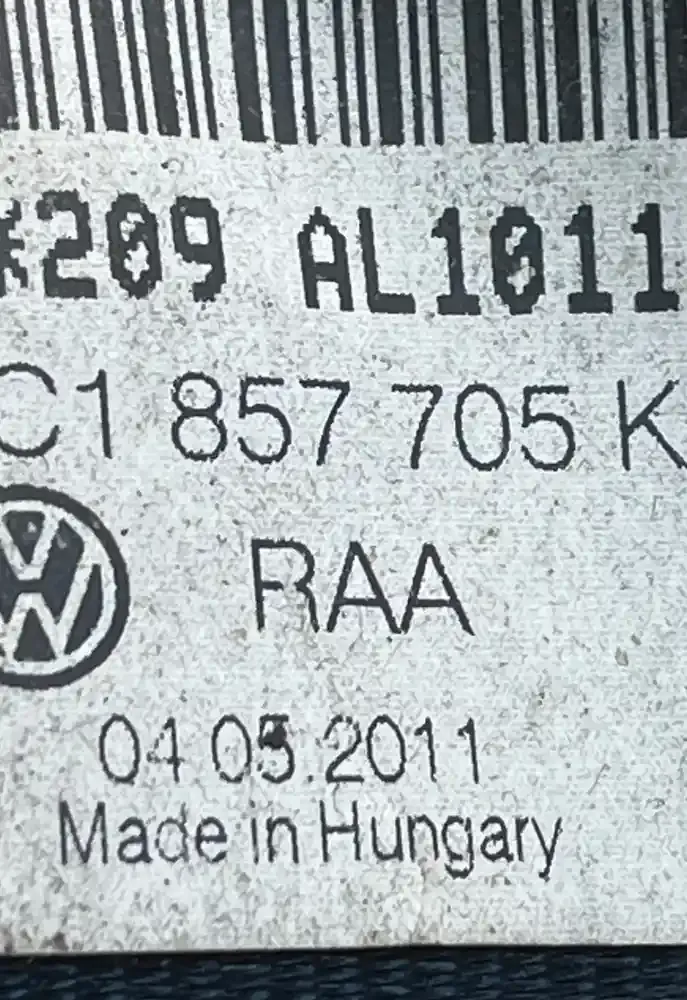 *209 AL1011
C1 857 705 K
RAA
04.05.2011
Made in Hungary